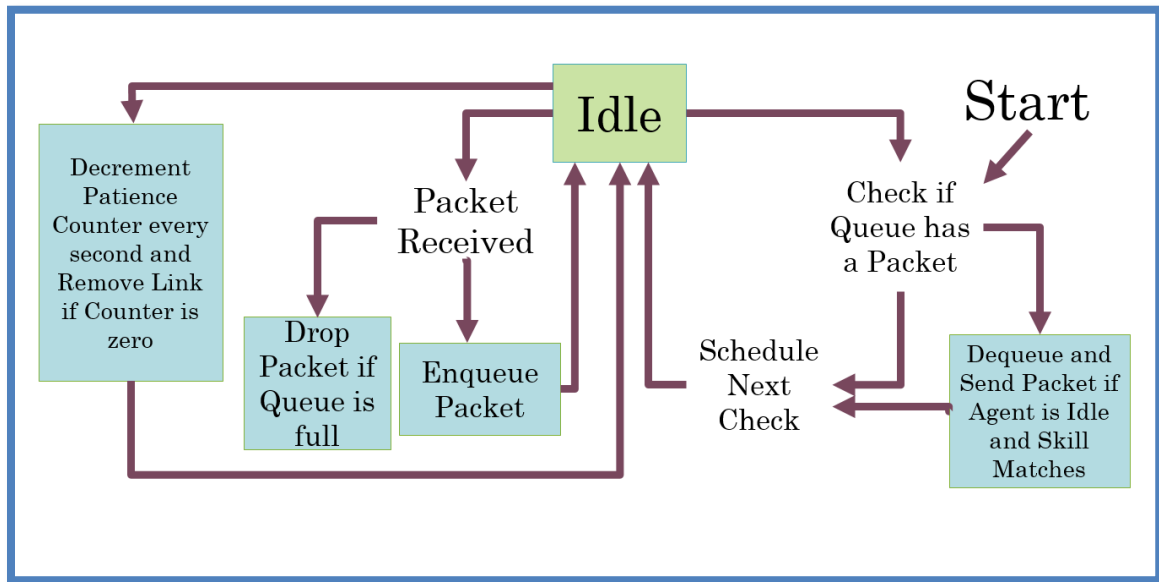 Idle
Start
Decrement
Patience
Counter every
second and
Remove Link
if Counter is
zero
Packet
Received
Check if
Queue has
a Packet
Drop
Packet if
Queue is
full
Enqueue
Packet
Schedule
Next
Check
Dequeue and
Send Packet if
Agent is Idle
and Skill
Matches